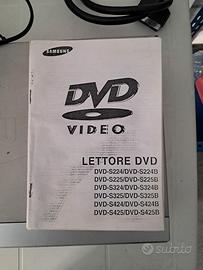 SAMSUNG
DVD
VIDEO
LETTORE DVD
DVD-S224/DVD-S224B
DVD-S225/DVD-S225B
DVD-S324/DVD-S324B
DVD-S325/DVD-S325B
DVD-S424/DVD-S424B
DVD-S425/DVD-S425B
subito